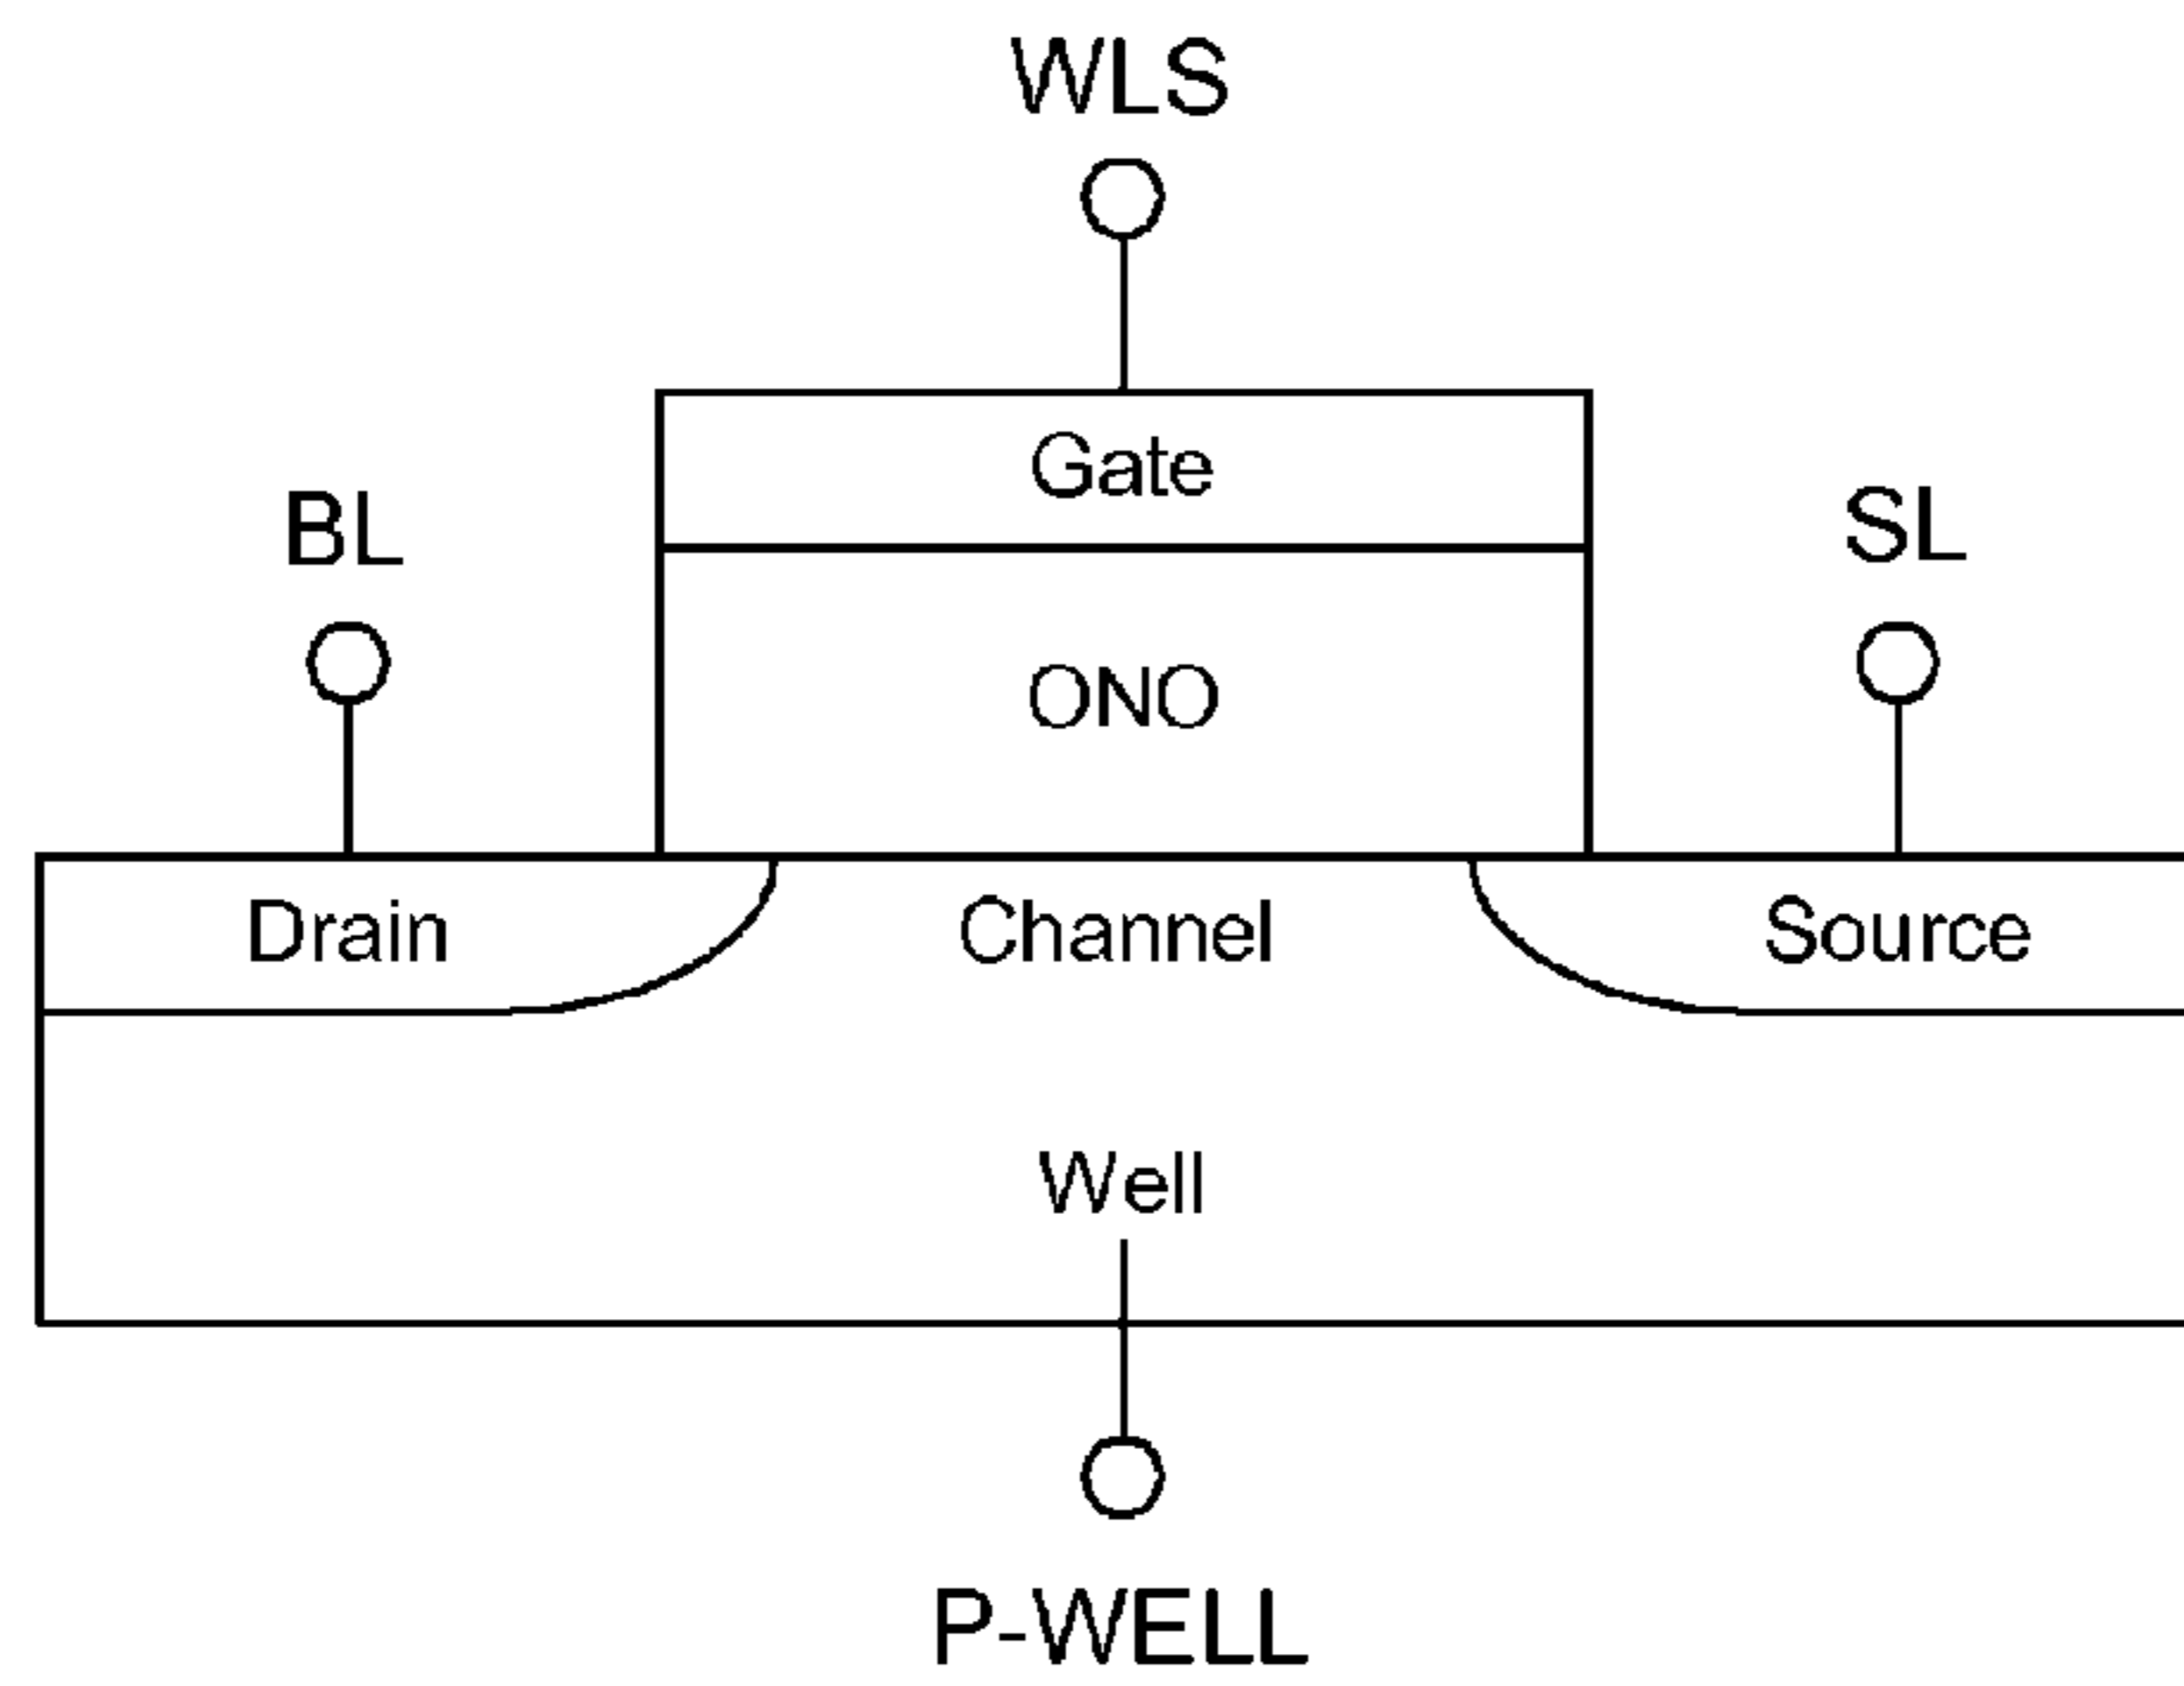 WLS
Gate
BL
SL
ONO
Drain
Channel
Source
Well
P-WELL